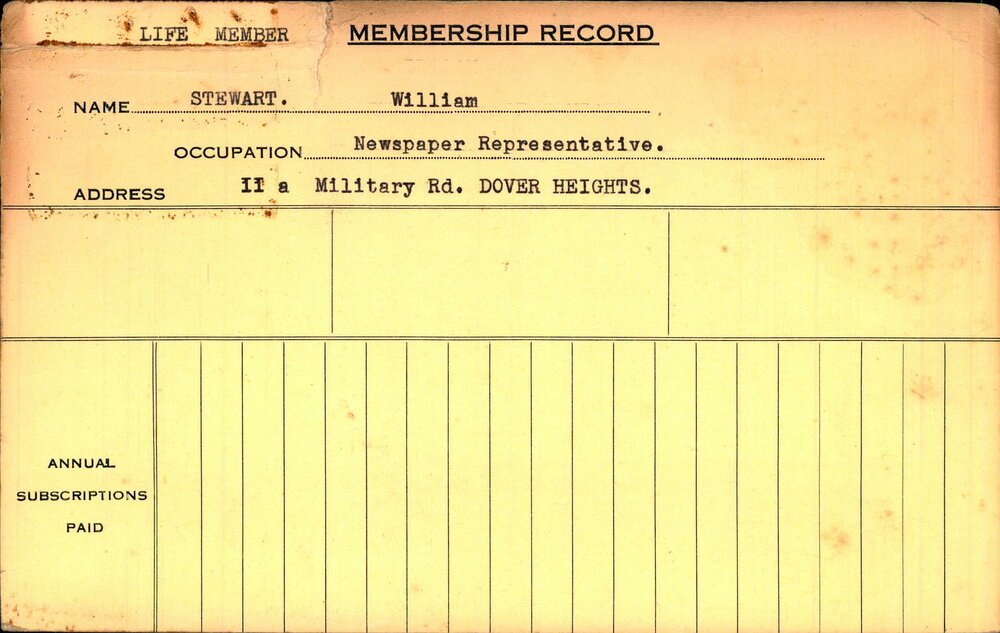 LIFE MEMBER MEMBERSHIP RECORD
NAME STEWART. William
OCCUPATION Newspaper Representative.
ADDRESS II a Military Rd. DOVER HEIGHTS.
ANNUAL
SUBSCRIPTIONS
PAID